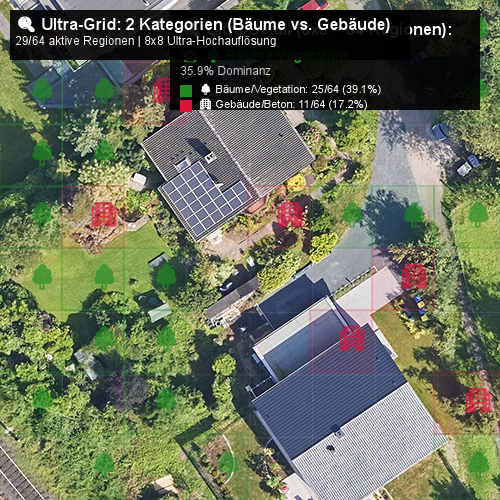 Ultra-Grid: 2 Kategorien (Bäume vs. Gebäude)
29/64 aktive Regionen | 8x8 Ultra-Hochauflösung
35.9% Dominanz
Bäume/Vegetation: 25/64 (39.1%)
Gebäude/Beton: 11/64 (17.2%)